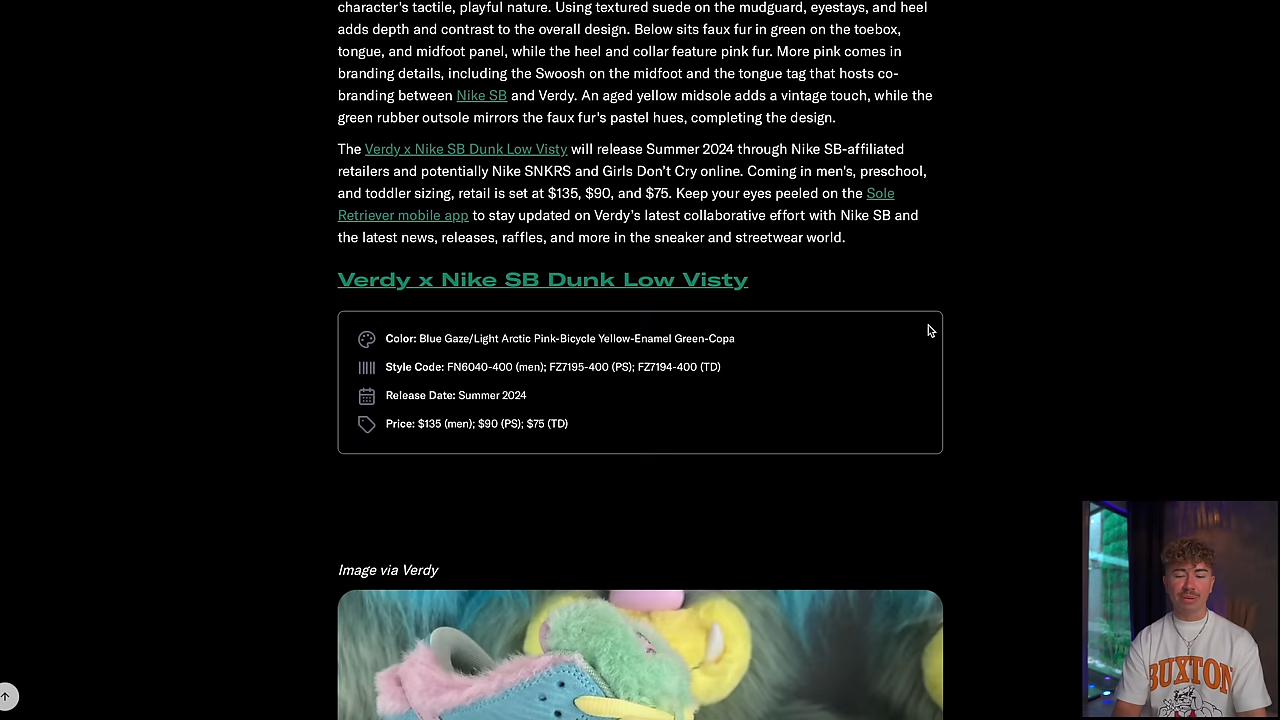 character's tactile, playful nature. Using textured suede on the mudguard, eyestays, and heel
adds depth and contrast to the overall design. Below sits faux fur in green on the toebox,
tongue, and midfoot panel, while the heel and collar feature pink fur. More pink comes in
branding details, including the Swoosh on the midfoot and the tongue tag that hosts co-
branding between Nike SB and Verdy. An aged yellow midsole adds a vintage touch, while the
green rubber outsole mirrors the faux fur's pastel hues, completing the design.
The Verdy x Nike SB Dunk Low Visty will release Summer 2024 through Nike SB-affiliated
retailers and potentially Nike SNKRS and Girls Don't Cry online. Coming in men's, preschool,
and toddler sizing, retail is set at $135, $90, and $75. Keep your eyes peeled on the Sole
Retriever mobile app to stay updated on Verdy's latest collaborative effort with Nike SB and
the latest news, releases, raffles, and more in the sneaker and streetwear world.
Verdy x Nike SB Dunk Low Visty
Color: Blue Gaze/Light Arctic Pink-Bicycle Yellow-Enamel Green-Copa
Style Code: FN6040-400 (men); FZ7195-400 (PS); FZ7194-400 (TD)
Release Date: Summer 2024
Price: $135 (men); $90 (PS); $75 (TD)
Image via Verdy
BUXTON